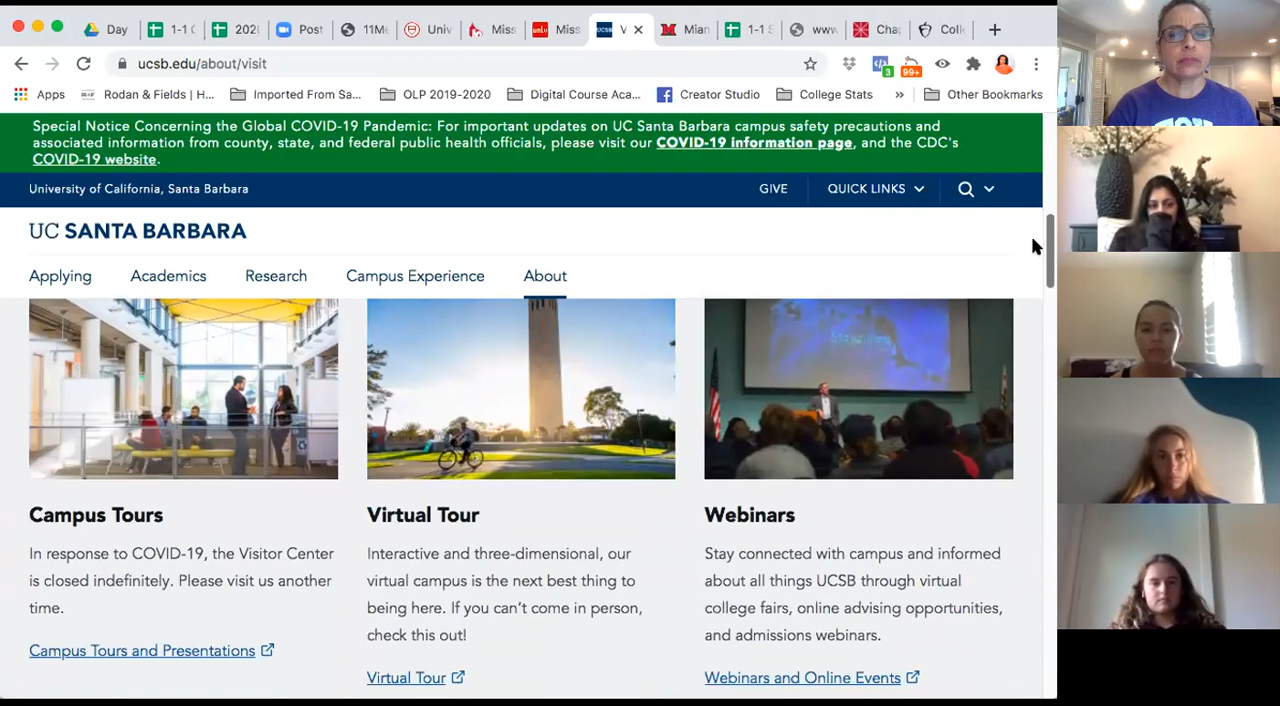 Day
1-1 C
202(
Post
11Me
Univ
Miss
unlv Miss
UCSB V
Mian
1-1 S
www
Cha
Coll
ucsb.edu/about/visit
3
99+
Apps
R+F Rodan & Fields | H...
Imported From Sa...
OLP 2019-2020
Digital Course Aca...
Creator Studio
College Stats
»
Other Bookmarks
Special Notice Concerning the Global COVID-19 Pandemic: For important updates on UC Santa Barbara campus safety precautions and
associated information from county, state, and federal public health officials, please visit our COVID-19 information page, and the CDC's
COVID-19 website.
University of California, Santa Barbara
GIVE
QUICK LINKS
UC SANTA BARBARA
Applying
Academics
Research
Campus Experience
About
Campus Tours
In response to COVID-19, the Visitor Center
is closed indefinitely. Please visit us another
time.
Campus Tours and Presentations
Virtual Tour
Interactive and three-dimensional, our
virtual campus is the next best thing to
being here. If you can't come in person,
check this out!
Virtual Tour
Webinars
Stay connected with campus and informed
about all things UCSB through virtual
college fairs, online advising opportunities,
and admissions webinars.
Webinars and Online Events